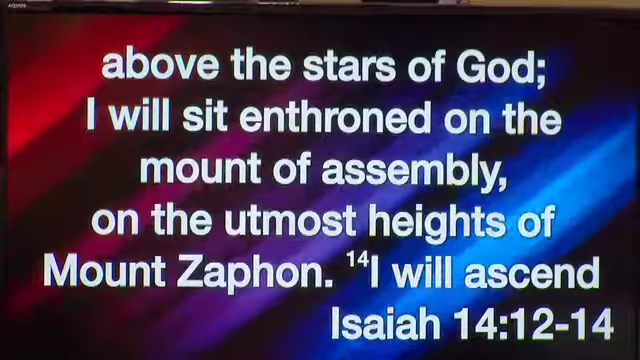 AQUOS
above the stars of God;
I will sit enthroned on the
mount of assembly,
on the utmost heights of
Mount Zaphon. ¹⁴I will ascend
Isaiah 14:12-14